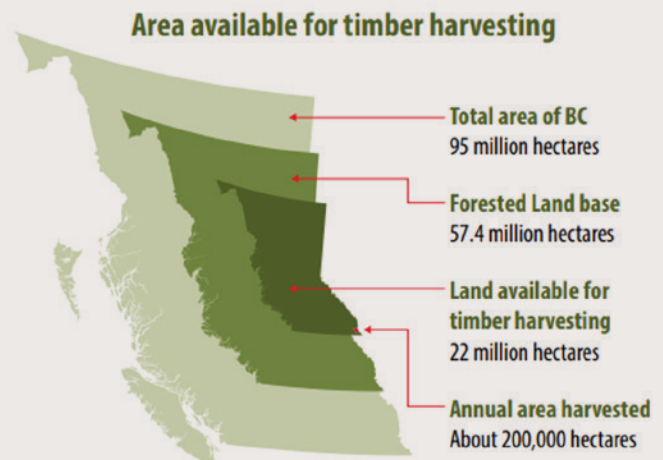 Area available for timber harvesting
Total area of BC
95 million hectares
Forested Land base
57.4 million hectares
Land available for
timber harvesting
22 million hectares
Annual area harvested
About 200,000 hectares